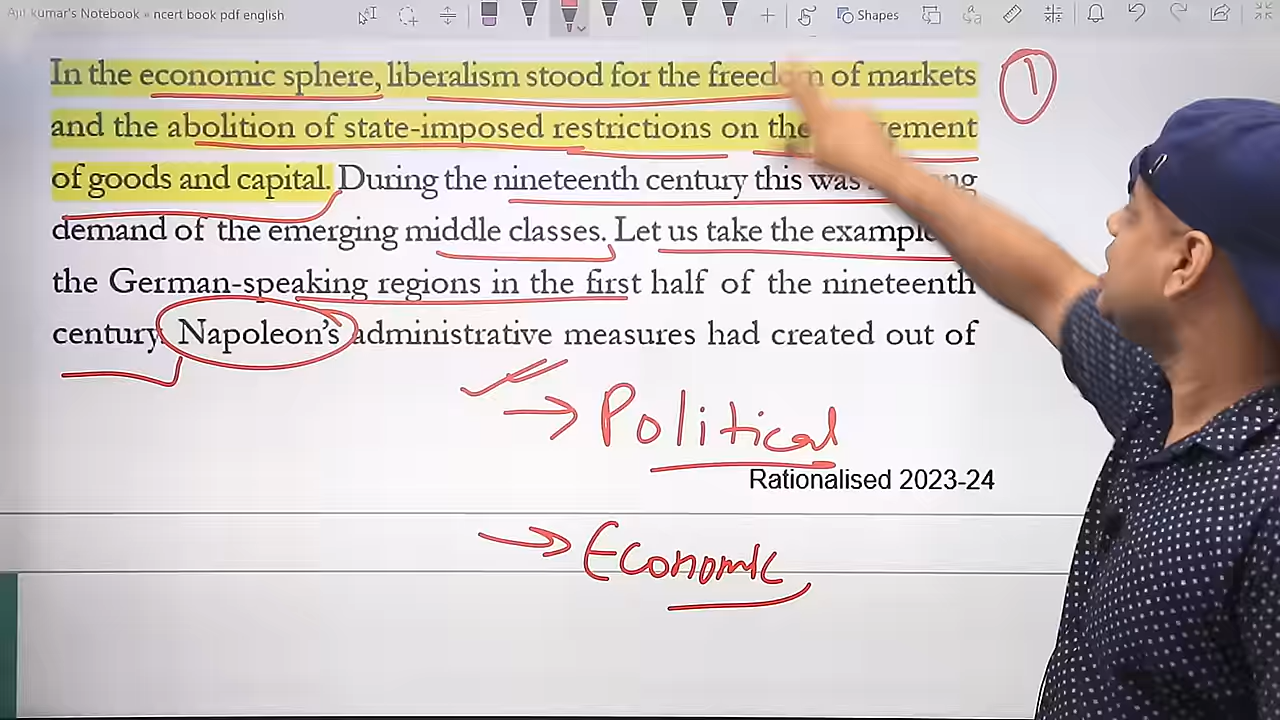 Ajit kumar's Notebook » ncert book pdf english
Shapes
In the economic sphere, liberalism stood for the freedom of markets
and the abolition of state-imposed restrictions on the
of goods and capital. During the nineteenth century this was
demand of the emerging middle classes. Let us take the example
the German-speaking regions in the first half of the nineteenth
century. Napoleon's administrative measures had created out of
1
→ Political
Rationalised 2023-24
→ Economic